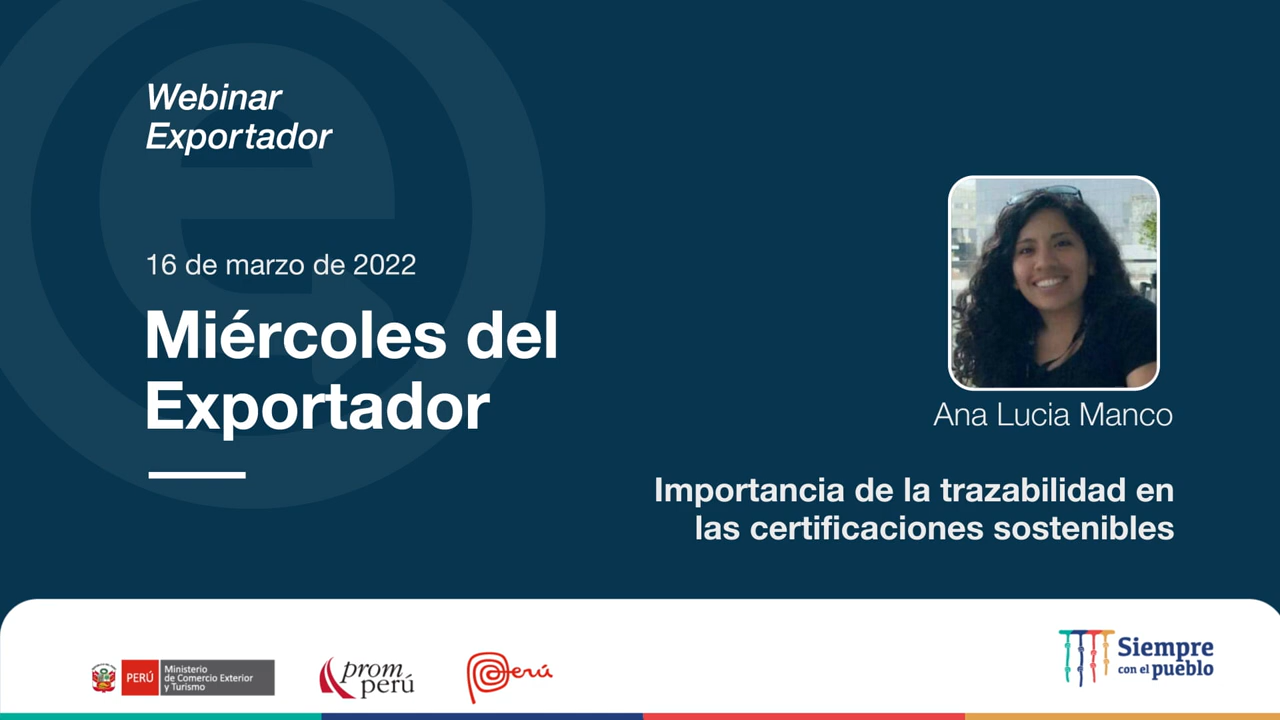 Webinar
Exportador
16 de marzo de 2022
Miércoles del
Exportador
Ana Lucia Manco
Importancia de la trazabilidad en
las certificaciones sostenibles
PERÚ
Ministerio
de Comercio Exterior
y Turismo
prom
perú
Perú
Siempre
con el pueblo